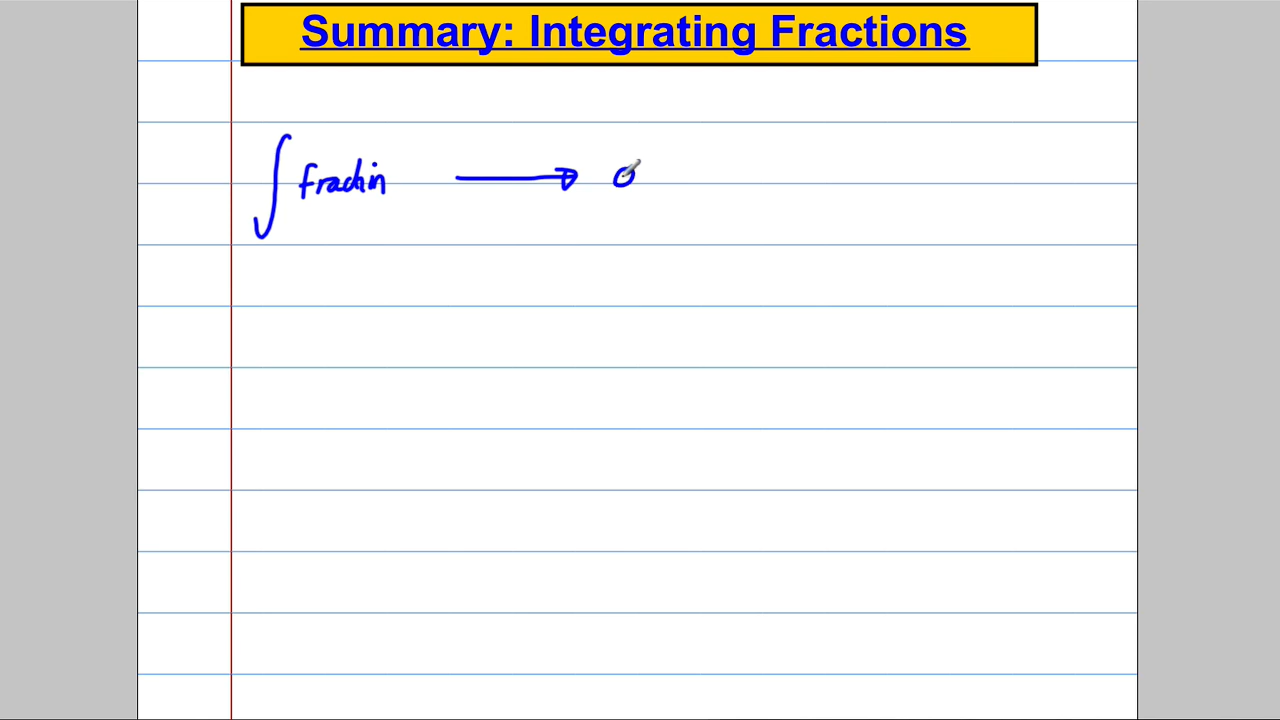 Summary: Integrating Fractions
∫ fraction → o